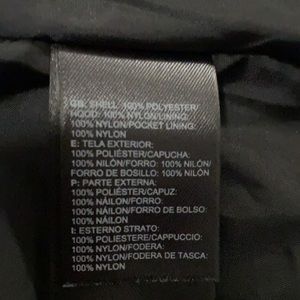 GB: SHELL: 100% POLYESTER/
HOOD: 100% NYLON/LINING:
100% NYLON/POCKET LINING:
100% NYLON
E: TELA EXTERIOR:
100% POLIÉSTER/CAPUCHA:
100% NILÓN/FORRO: 100% NILÓN/
FORRO DE BOSILLO: 100% NILÓN
P: PARTE EXTERNA:
100% POLIÉSTER/CAPUZ:
100% NÁILON/FORRO:
100% NÁILON/FORRO DE BOLSO:
100% NÁILON
I: ESTERNO STRATO:
100% POLIESTERE/CAPPUCCIO:
100% NYLON/FODERA:
100% NYLON/FODERA DE TASCA:
100% NYLON